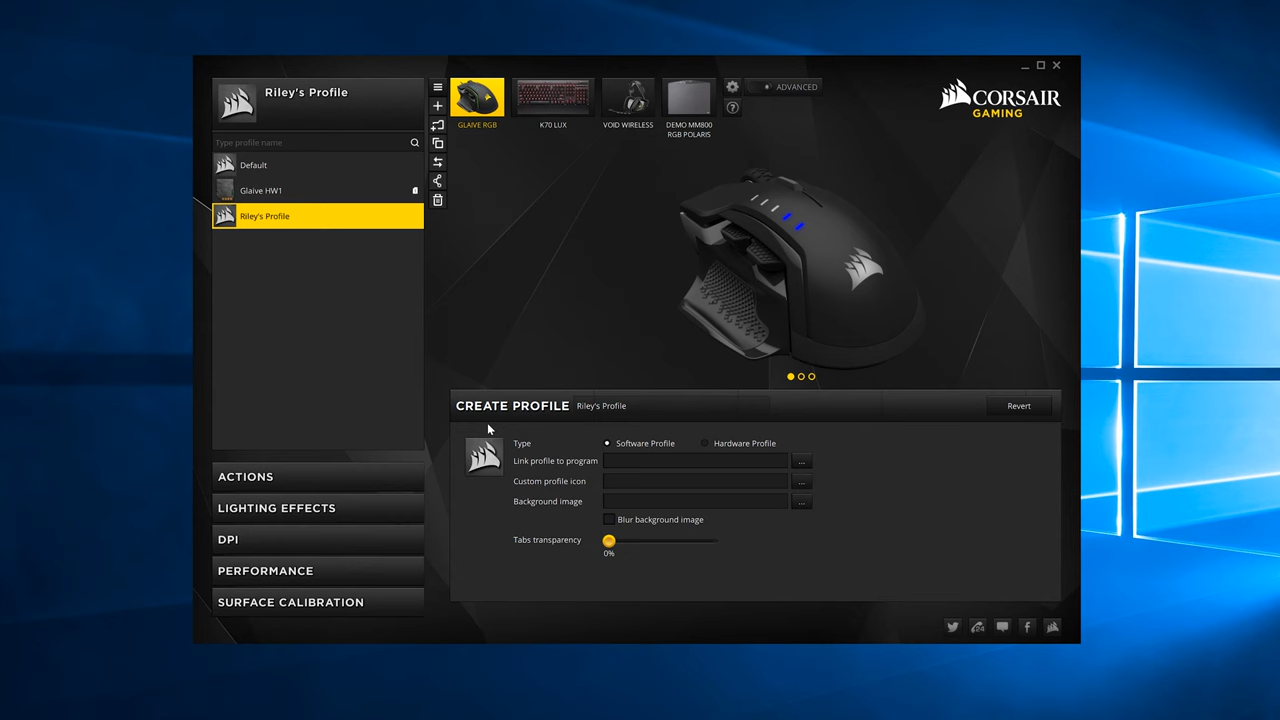 Riley's Profile
Type profile name
Default
Glaive HW1
Riley's Profile
ACTIONS
LIGHTING EFFECTS
DPI
PERFORMANCE
SURFACE CALIBRATION
GLAIVE RGB
K70 LUX
VOID WIRELESS
DEMO MM800
RGB POLARIS
ADVANCED
CORSAIR
GAMING
CREATE PROFILE Riley's Profile Revert
Type Software Profile Hardware Profile
Link profile to program ...
Custom profile icon ...
Background image ...
Blur background image
Tabs transparency
0%
24